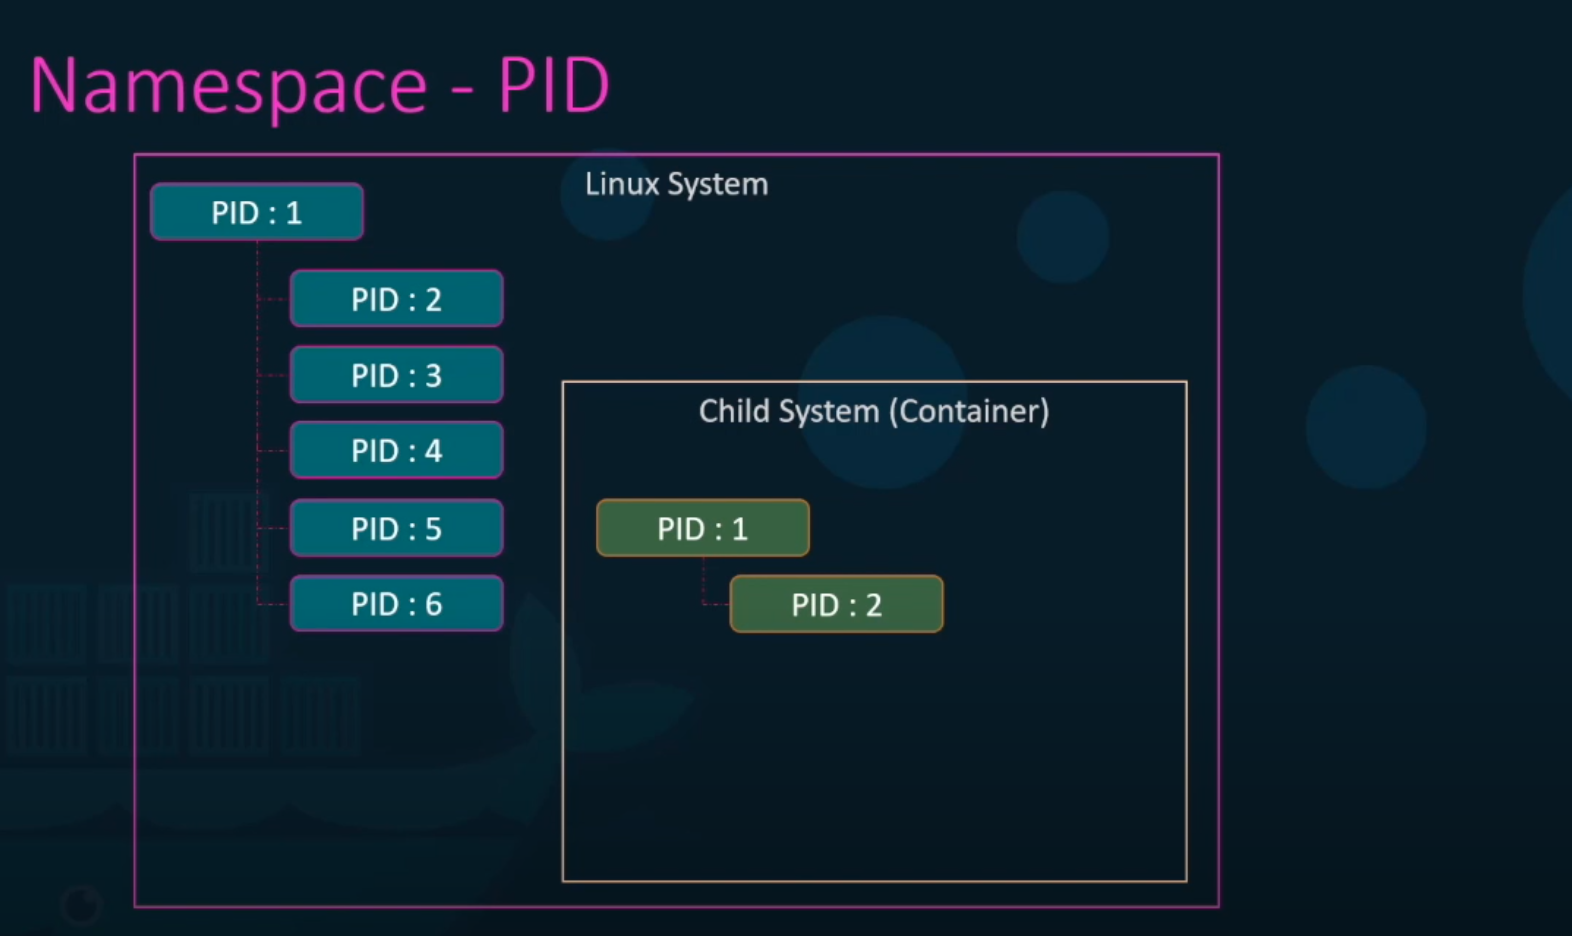 Namespace - PID
Linux System
PID : 1
PID : 2
PID : 3
PID : 4
PID : 5
PID : 6
Child System (Container)
PID : 1
PID : 2